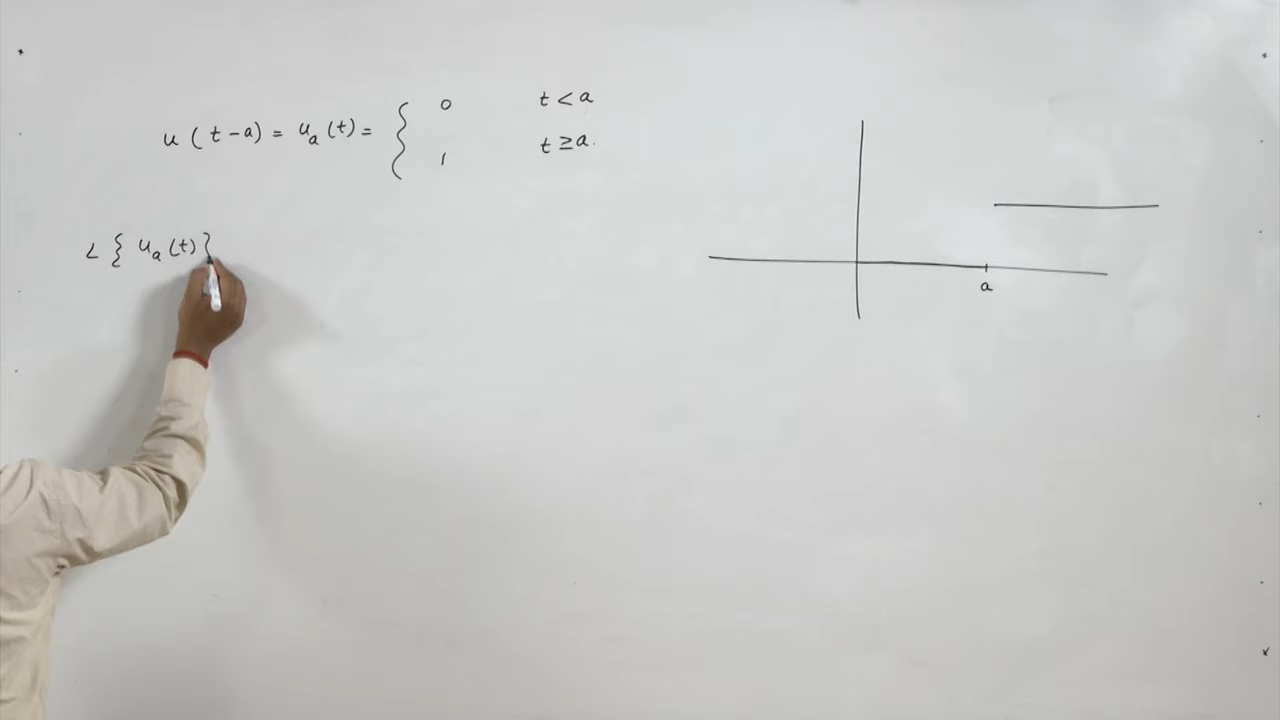 u(t-a) = u_a(t) = { 0 t < a
1 t ≥ a.
L { u_a(t) }
a